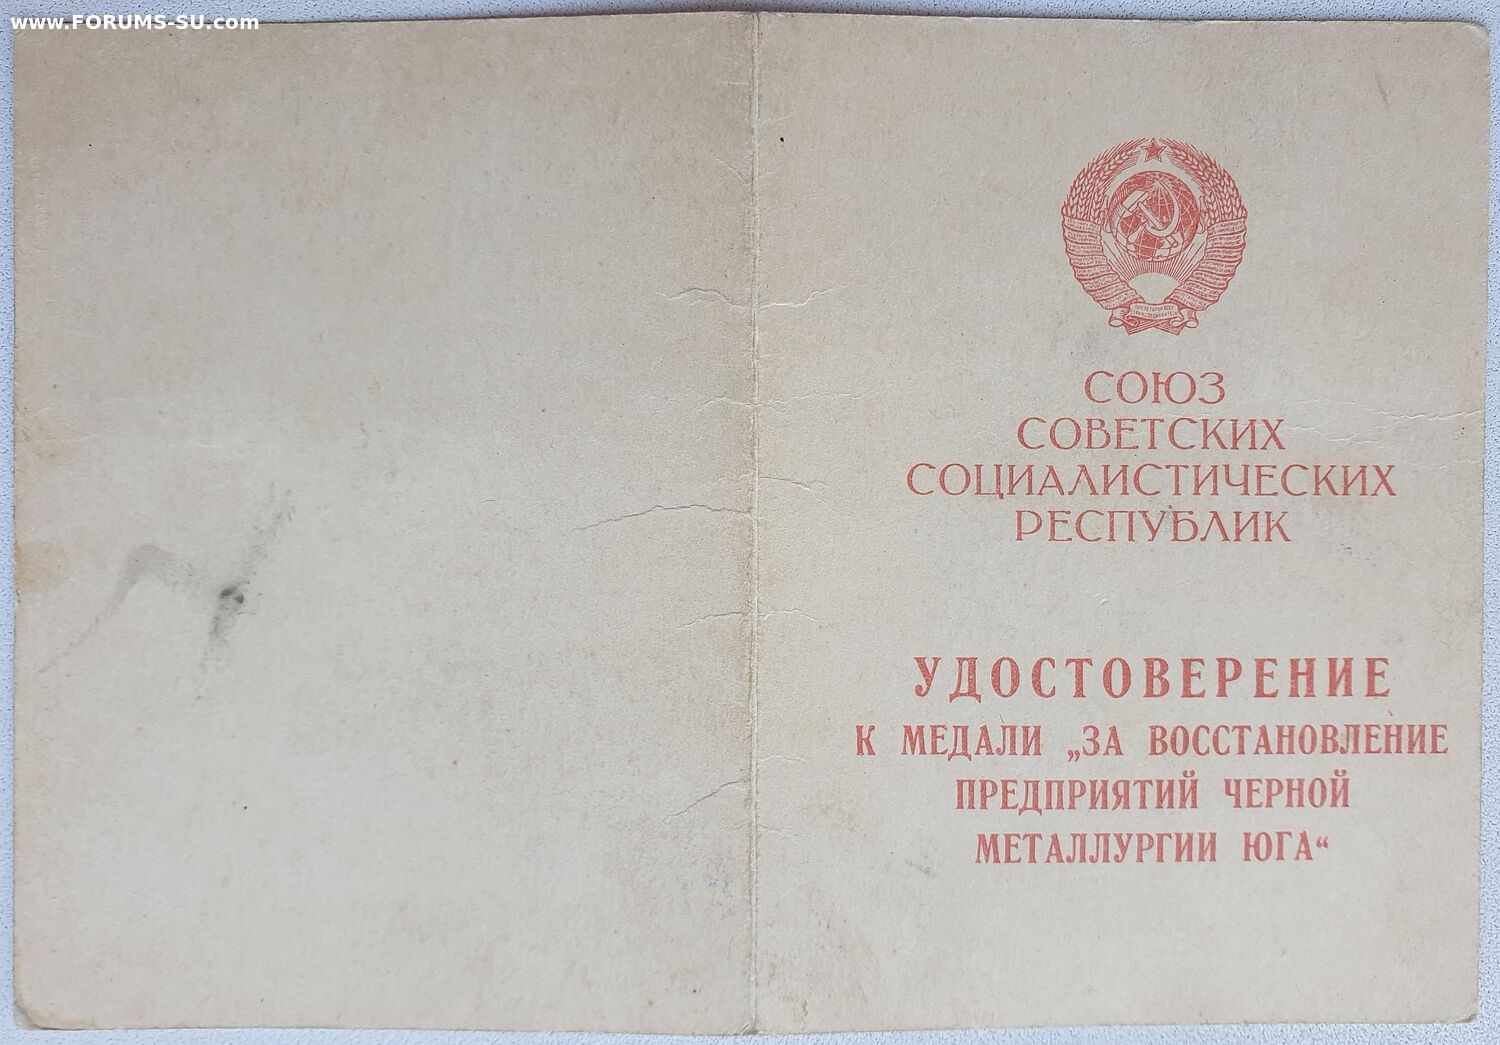 www.FORUMS-SU.com
СОЮЗ
СОВЕТСКИХ
СОЦИАЛИСТИЧЕСКИХ
РЕСПУБЛИК
УДОСТОВЕРЕНИЕ
К МЕДАЛИ „ЗА ВОССТАНОВЛЕНИЕ
ПРЕДПРИЯТИЙ ЧЕРНОЙ
МЕТАЛЛУРГИИ ЮГА“